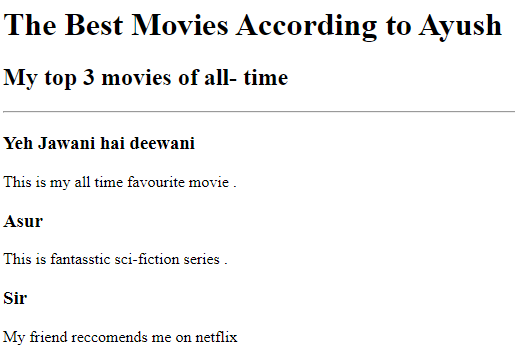 The Best Movies According to Ayush
My top 3 movies of all- time
Yeh Jawani hai deewani
This is my all time favourite movie .
Asur
This is fantasstic sci-fiction series .
Sir
My friend reccomends me on netflix